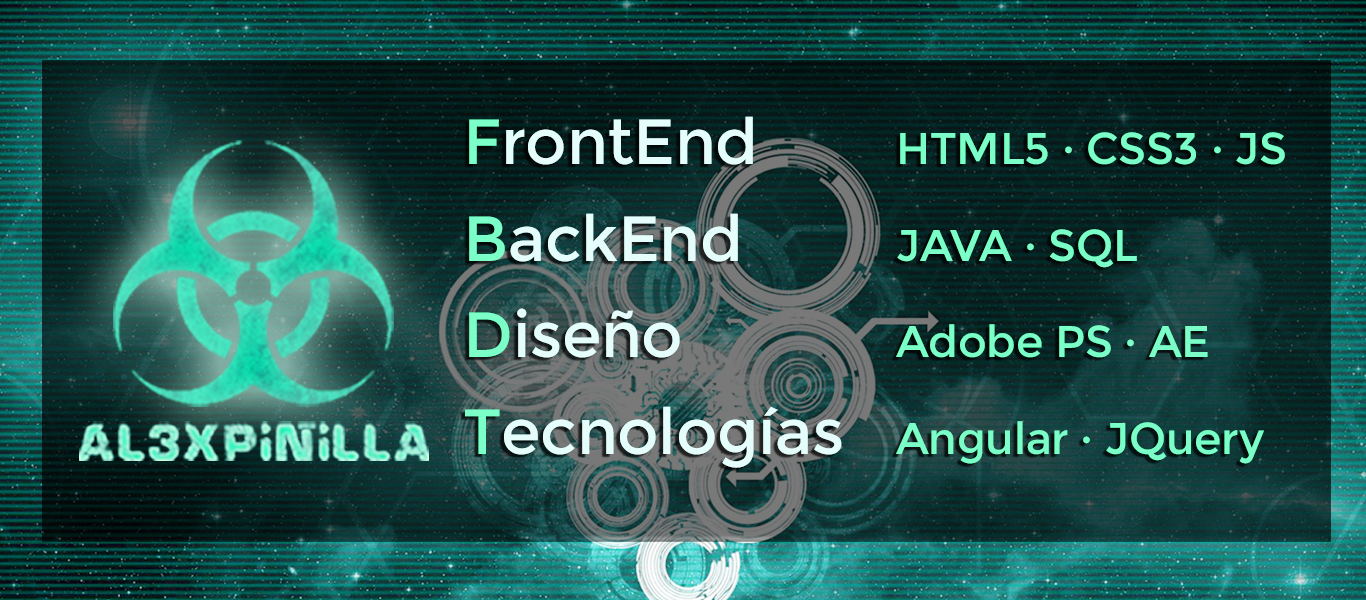 FrontEnd HTML5 · CSS3 · JS
BackEnd JAVA · SQL
Diseño Adobe PS · AE
Tecnologías Angular · JQuery
AL3XPiNiLLA